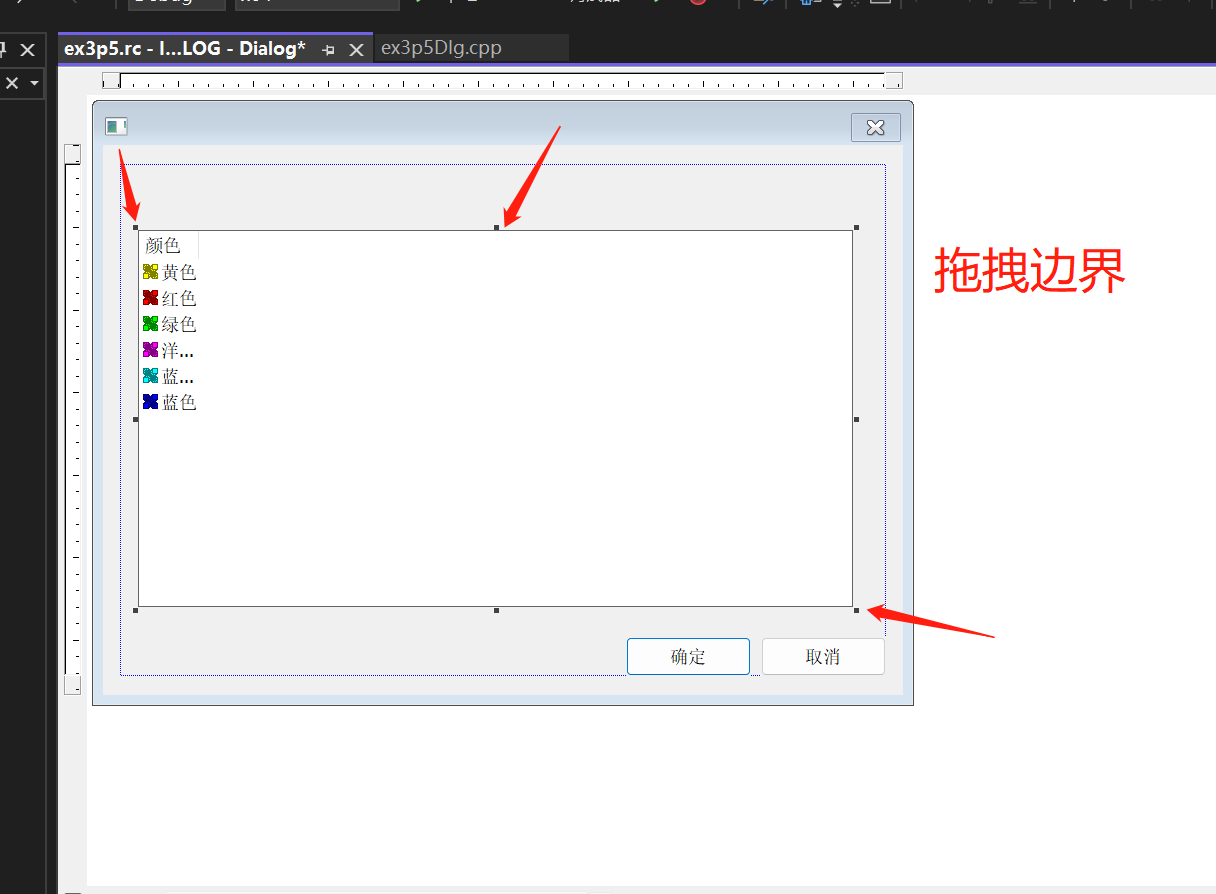 ex3p5.rc - I...LOG - Dialog*
ex3p5Dlg.cpp
颜色
黄色
红色
绿色
洋...
蓝...
蓝色
确定
取消
拖拽边界